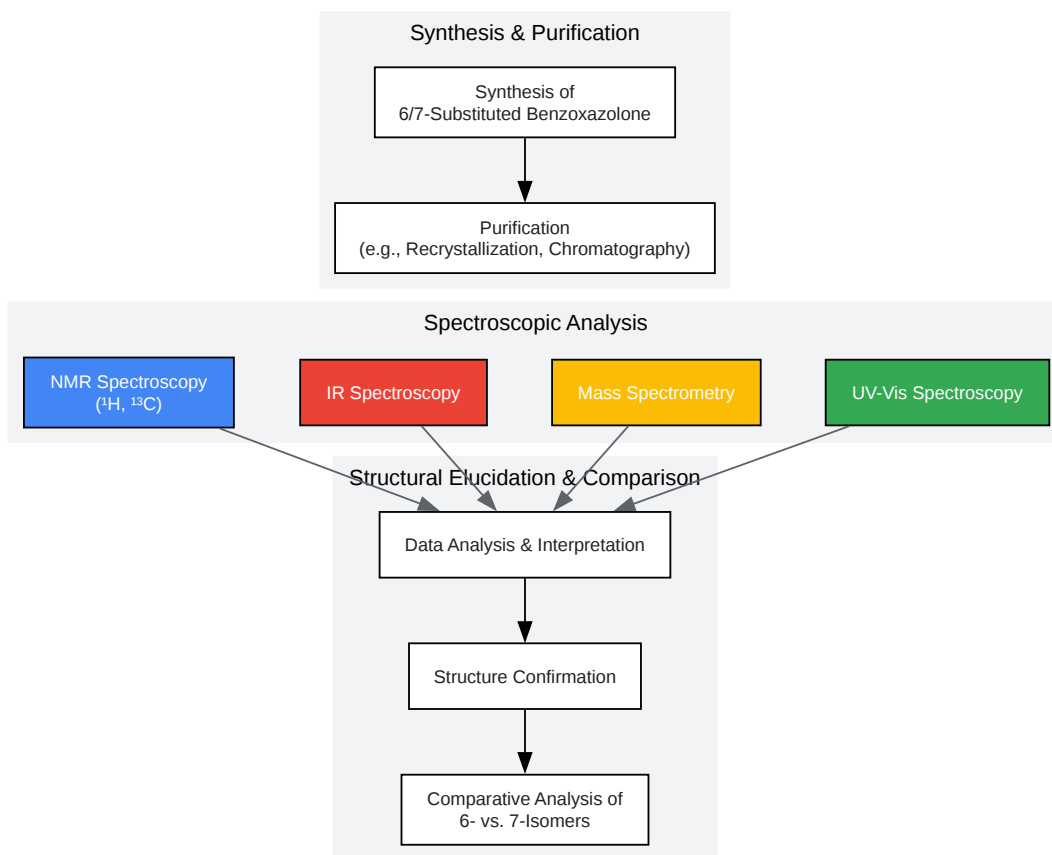 Synthesis & Purification
Synthesis of
6/7-Substituted Benzoxazolone
Purification
(e.g., Recrystallization, Chromatography)
Spectroscopic Analysis
NMR Spectroscopy
(¹H, ¹³C)
IR Spectroscopy
Mass Spectrometry
UV-Vis Spectroscopy
Structural Elucidation & Comparison
Data Analysis & Interpretation
Structure Confirmation
Comparative Analysis of
6- vs. 7-Isomers